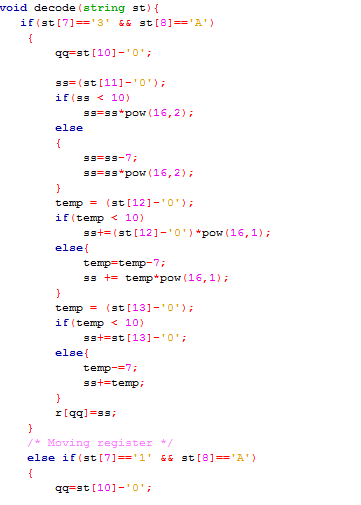 void decode(string st){
if(st[7]=='3' && st[8]=='A')
{
qq=st[10]-'0';
ss=(st[11]-'0');
if(ss < 10)
ss=ss*pow(16,2);
else
{
ss=ss-7;
ss=ss*pow(16,2);
}
temp = (st[12]-'0');
if(temp < 10)
ss+=(st[12]-'0')*pow(16,1);
else{
temp=temp-7;
ss += temp*pow(16,1);
}
temp = (st[13]-'0');
if(temp < 10)
ss+=st[13]-'0';
else{
temp-=7;
ss+=temp;
}
r[qq]=ss;
}
/* Moving register */
else if(st[7]=='1' && st[8]=='A')
{
qq=st[10]-'0';